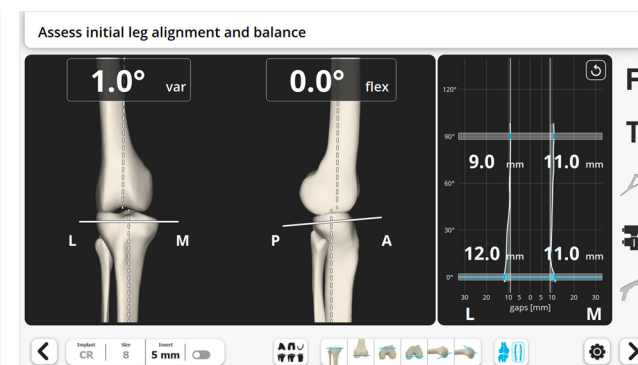 Assess initial leg alignment and balance
1.0° var
0.0° flex
L M
P A
120°
90°
9.0 mm 11.0 mm
60°
30°
12.0 mm 11.0 mm
0°
30 20 10 5 0 5 10 20 30
gaps [mm]
L M
F
T
Implant Size Insert
CR 8 5 mm